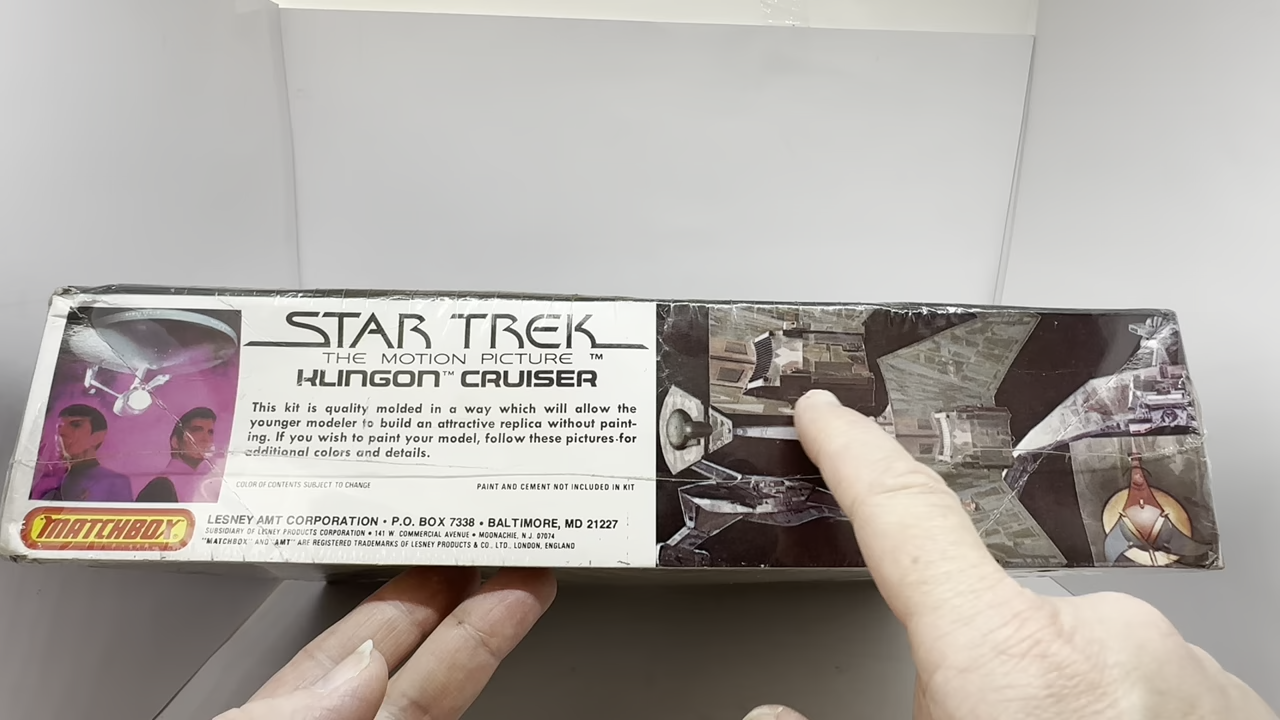 STAR TREK
THE MOTION PICTURE ™
KLINGON™ CRUISER
This kit is quality molded in a way which will allow the
younger modeler to build an attractive replica without paint-
ing. If you wish to paint your model, follow these pictures for
additional colors and details.
COLOR OF CONTENTS SUBJECT TO CHANGE PAINT AND CEMENT NOT INCLUDED IN KIT
MATCHBOX
LESNEY AMT CORPORATION • P.O. BOX 7338 • BALTIMORE, MD 21227
SUBSIDIARY OF LESNEY PRODUCTS CORPORATION • 141 W COMMERCIAL AVENUE • MOONACHIE, N.J. 07074
"MATCHBOX" AND "AMT" ARE REGISTERED TRADEMARKS OF LESNEY PRODUCTS & CO., LTD., LONDON, ENGLAND